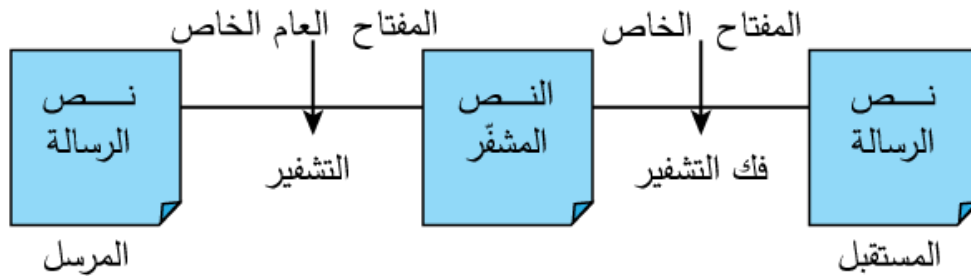 المفتاح العام الخاص
المفتاح الخاص
نـــص
الرسالة
النـــص
المشفّر
نـــص
الرسالة
التشفير
فك التشفير
المرسل
المستقبل